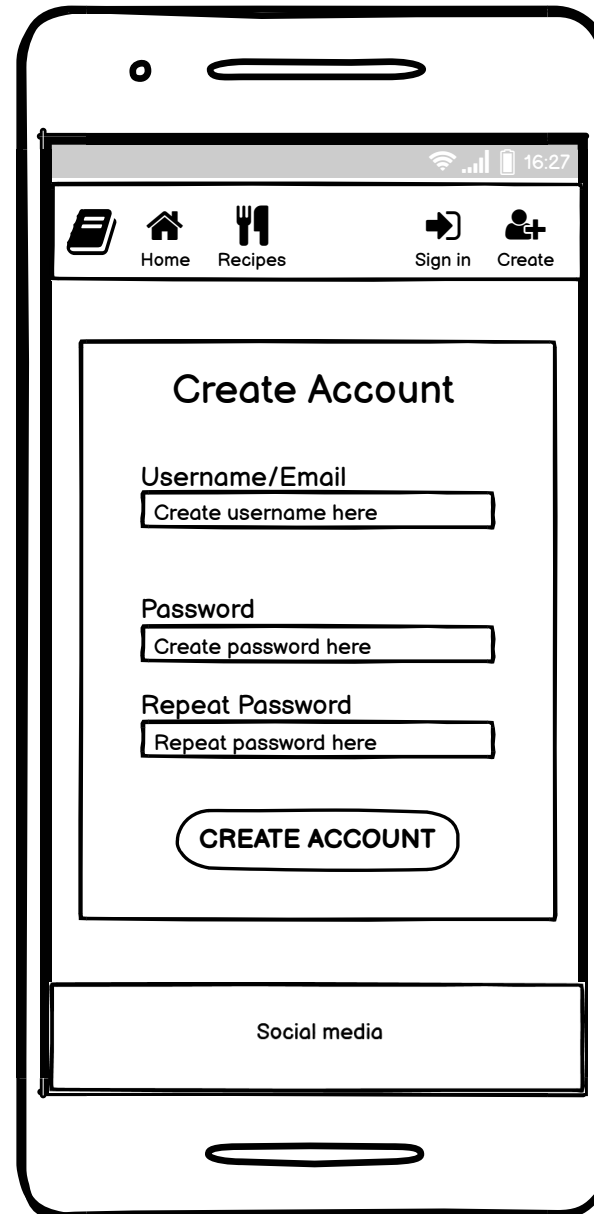 16:27
Home Recipes Sign in Create
Create Account
Username/Email
Create username here
Password
Create password here
Repeat Password
Repeat password here
CREATE ACCOUNT
Social media